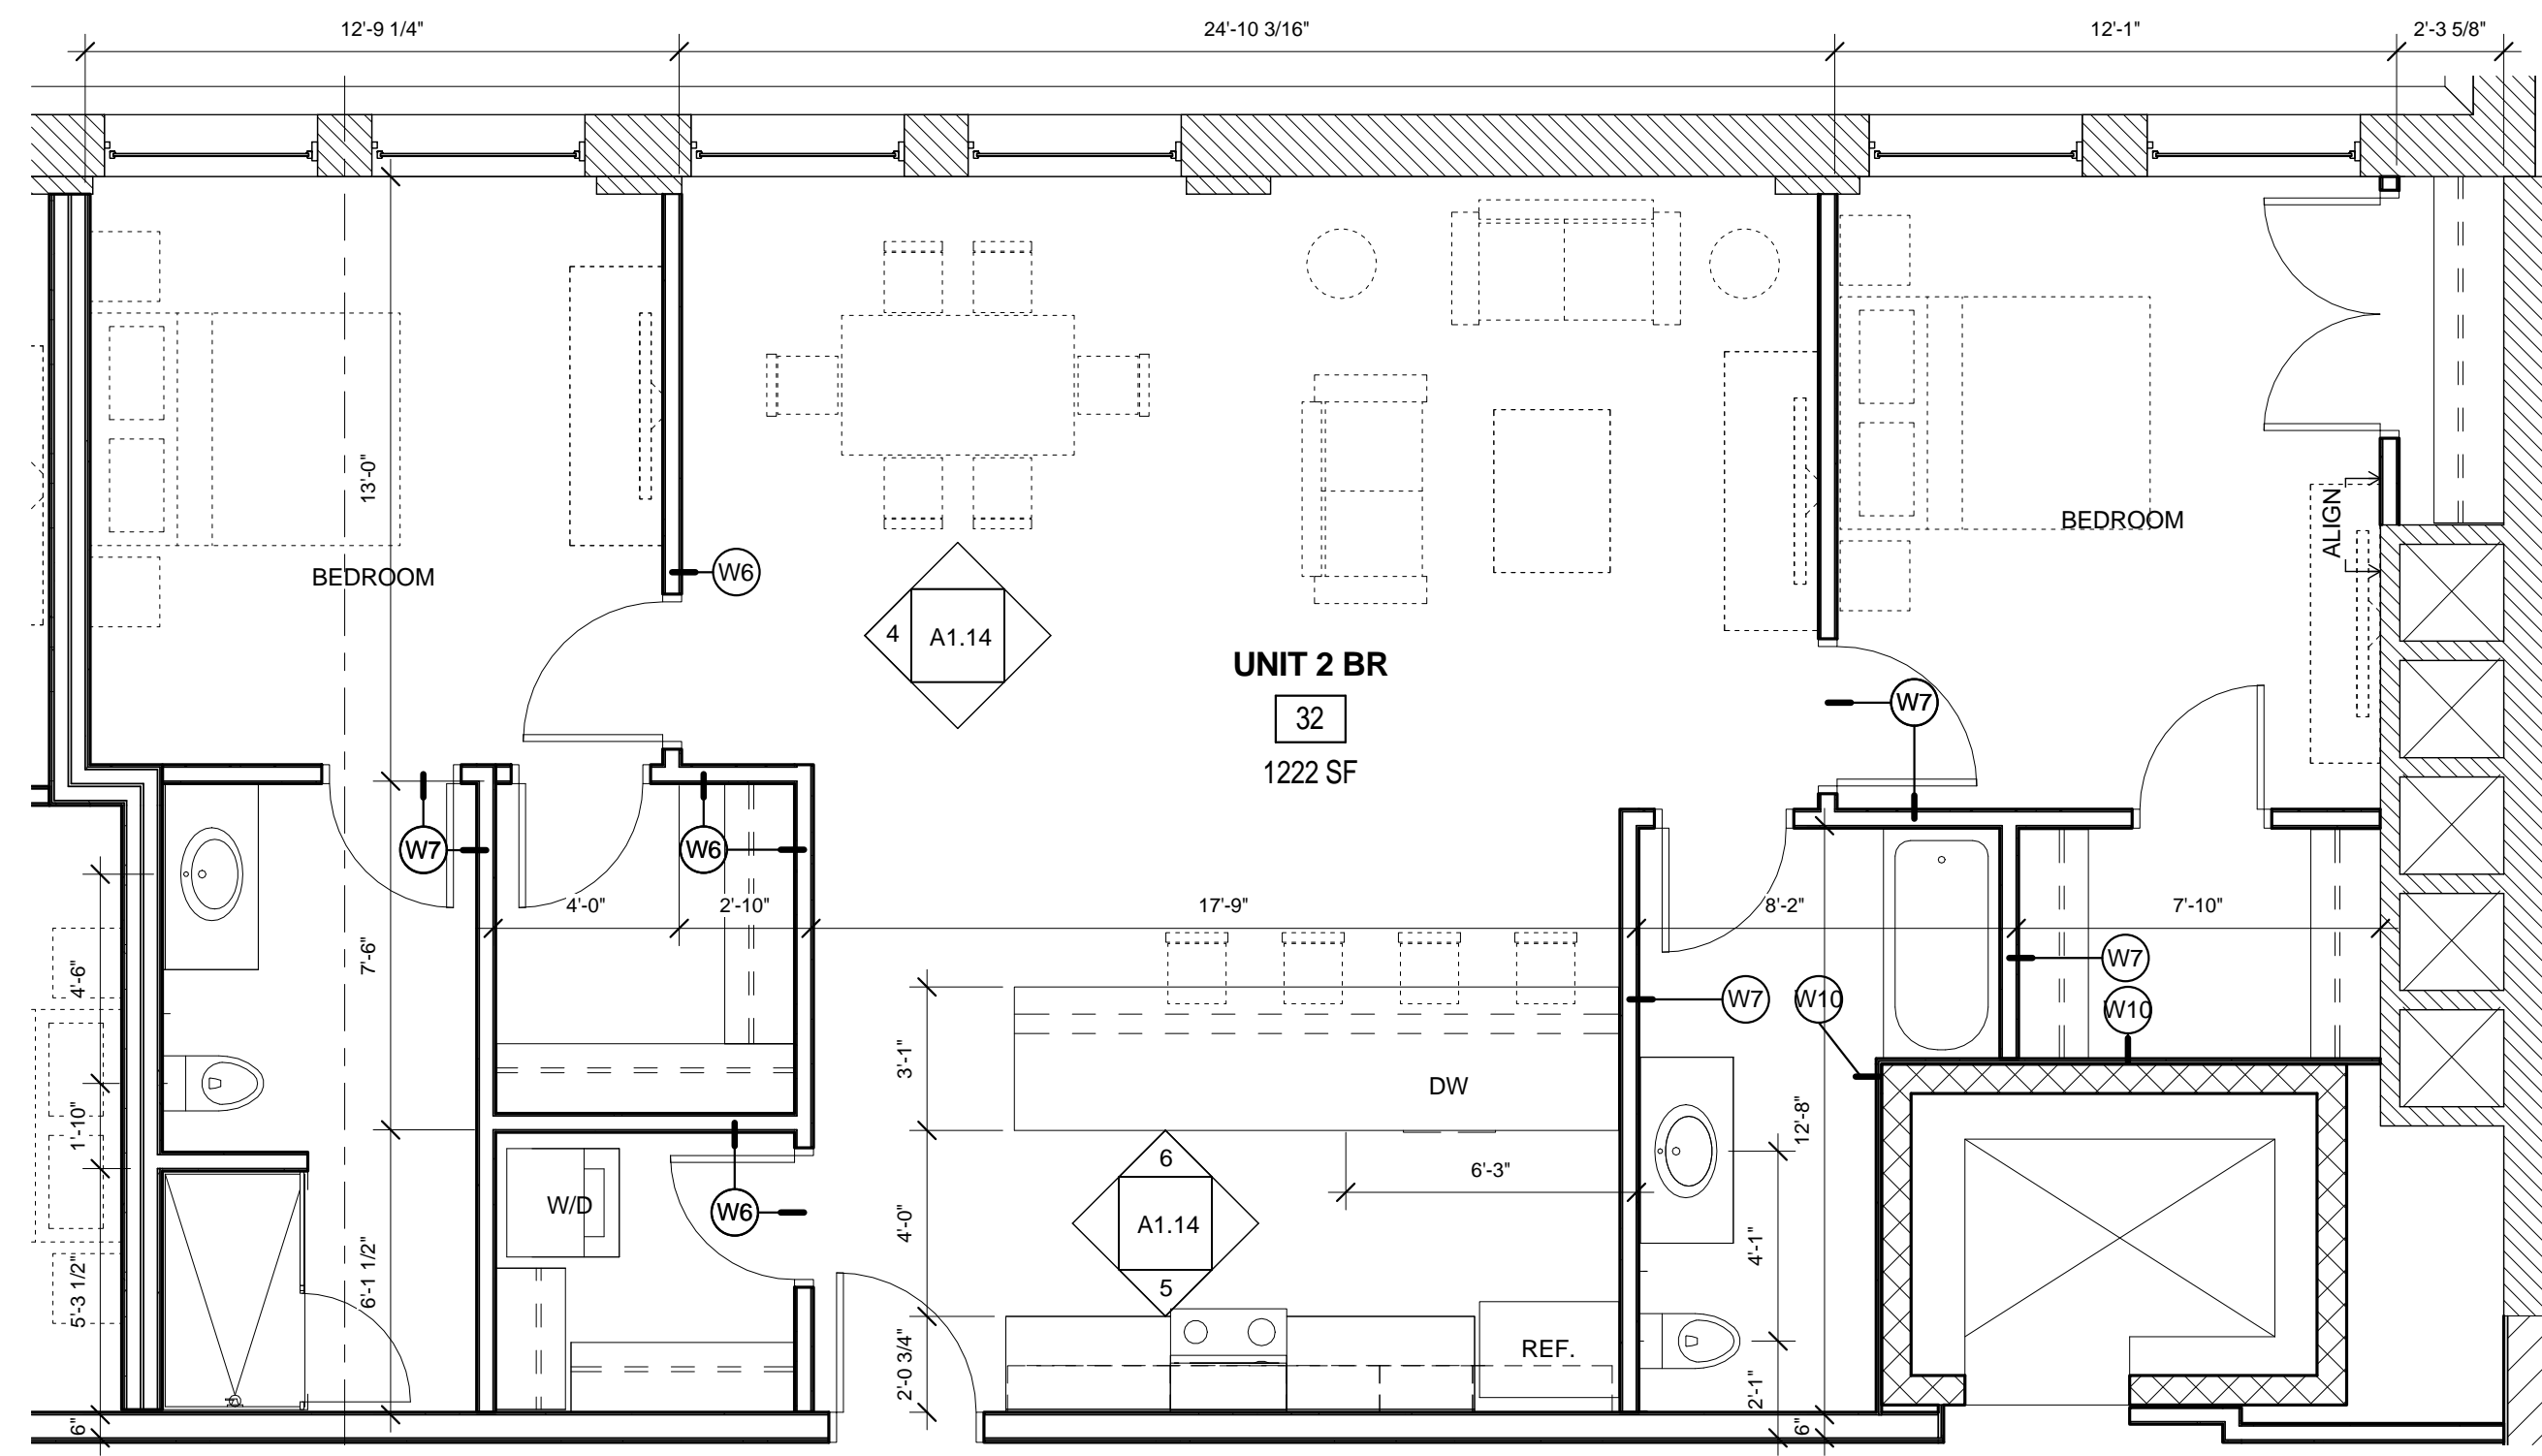 12'-9 1/4"
24'-10 3/16"
12'-1"
2'-3 5/8"
13'-0"
BEDROOM
W6
4
A1.14
UNIT 2 BR
32
1222 SF
BEDROOM
ALIGN
W7
W7
W6
4'-0"
2'-10"
17'-9"
8'-2"
7'-10"
4'-6"
7'-6"
W7
W10
W7
W10
3'-1"
DW
1'-10"
12'-8"
6
A1.14
5
6'-3"
W/D
W6
4'-0"
4'-1"
5'-3 1/2"
6'-1 1/2"
REF.
2'-0 3/4"
2'-1"
6"
6"